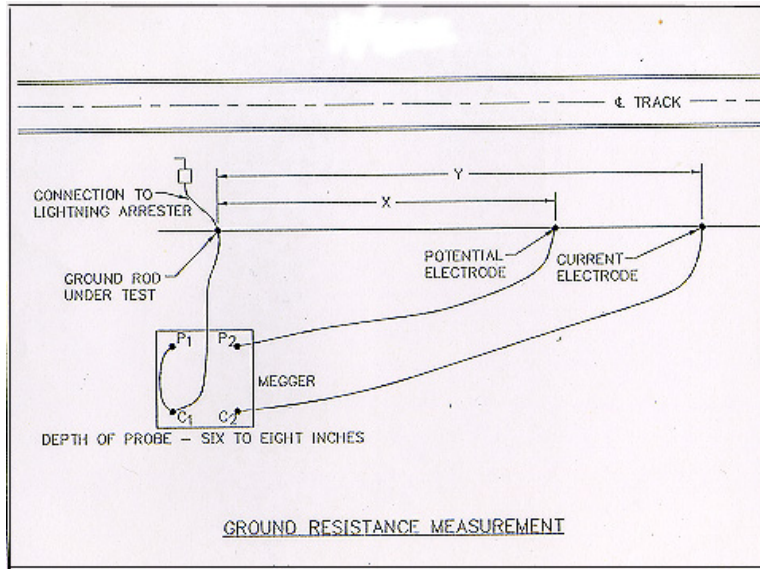 ℄ TRACK
Y
X
CONNECTION TO
LIGHTNING ARRESTER
POTENTIAL
ELECTRODE
CURRENT
ELECTRODE
GROUND ROD
UNDER TEST
P1
P2
MEGGER
C1
C2
DEPTH OF PROBE – SIX TO EIGHT INCHES
GROUND RESISTANCE MEASUREMENT